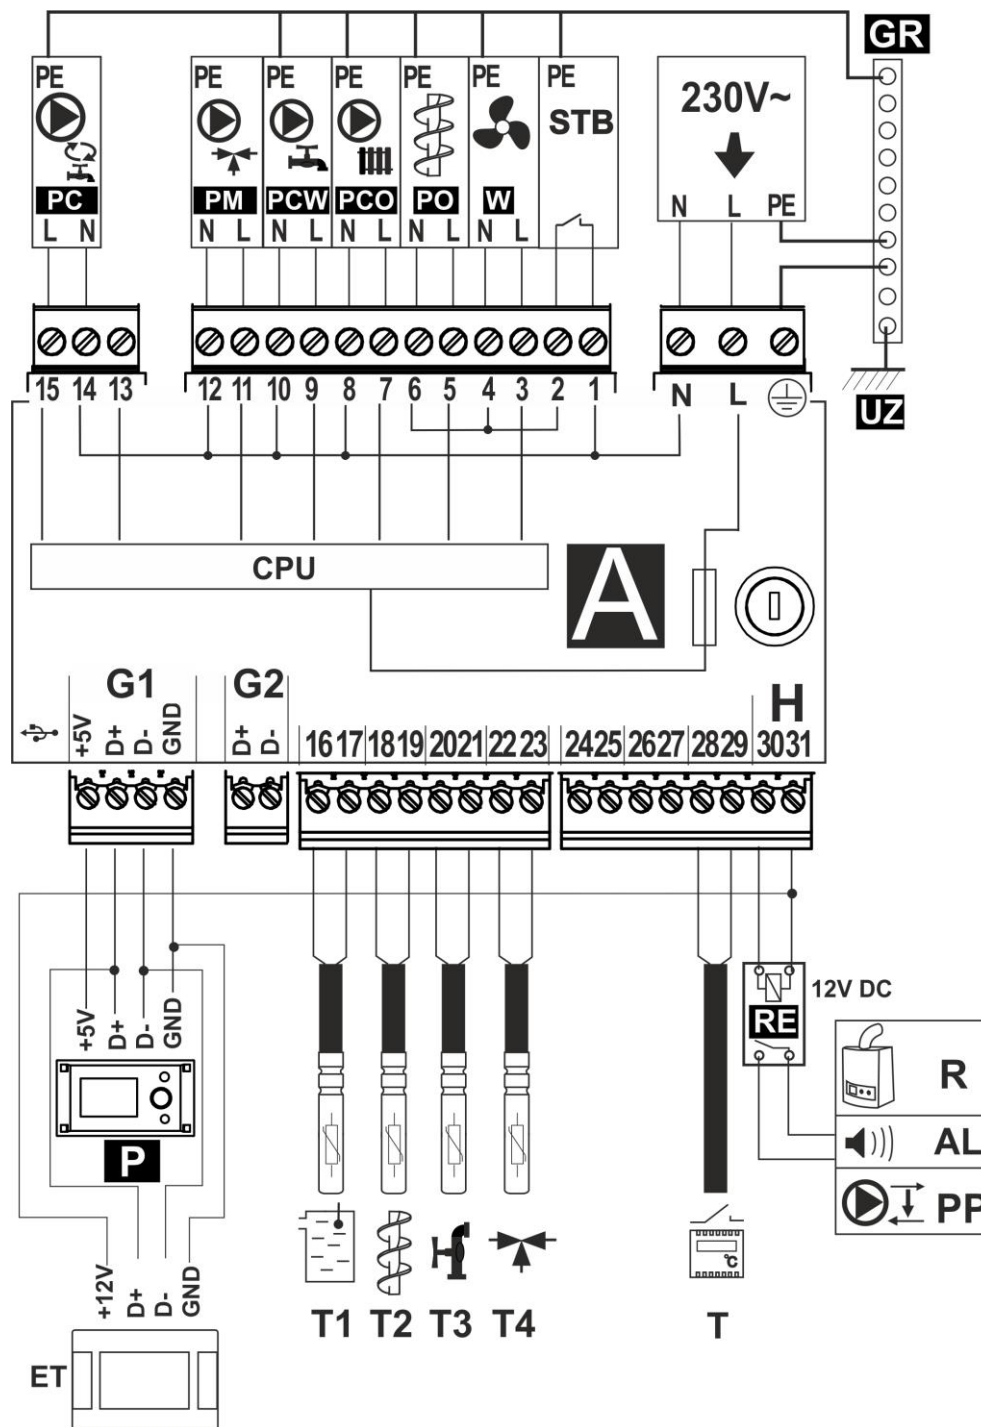 GR
PE
PE PE PE PE PE PE
STB
230V~
PC
PM PCW PCO PO W
L N
N L N L N L N L N L
N L PE
15 14 13
12 11 10 9 8 7 6 5 4 3 2 1
N L
UZ
CPU
A
G1
G2
H
+5V D+ D- GND
D+ D-
16 17 18 19 20 21 22 23
24 25 26 27 28 29 30 31
+5V D+ D- GND
12V DC
RE
R
P
AL
PP
°C
+12V D+ D- GND
T1 T2 T3 T4
T
ET